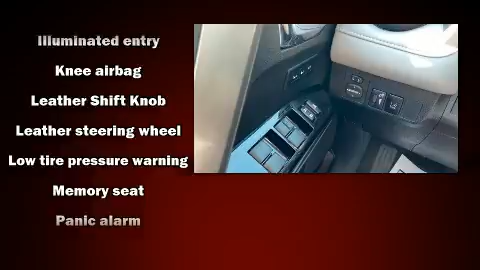 Illuminated entry
Knee airbag
Leather Shift Knob
Leather steering wheel
Low tire pressure warning
Memory seat
Panic alarm